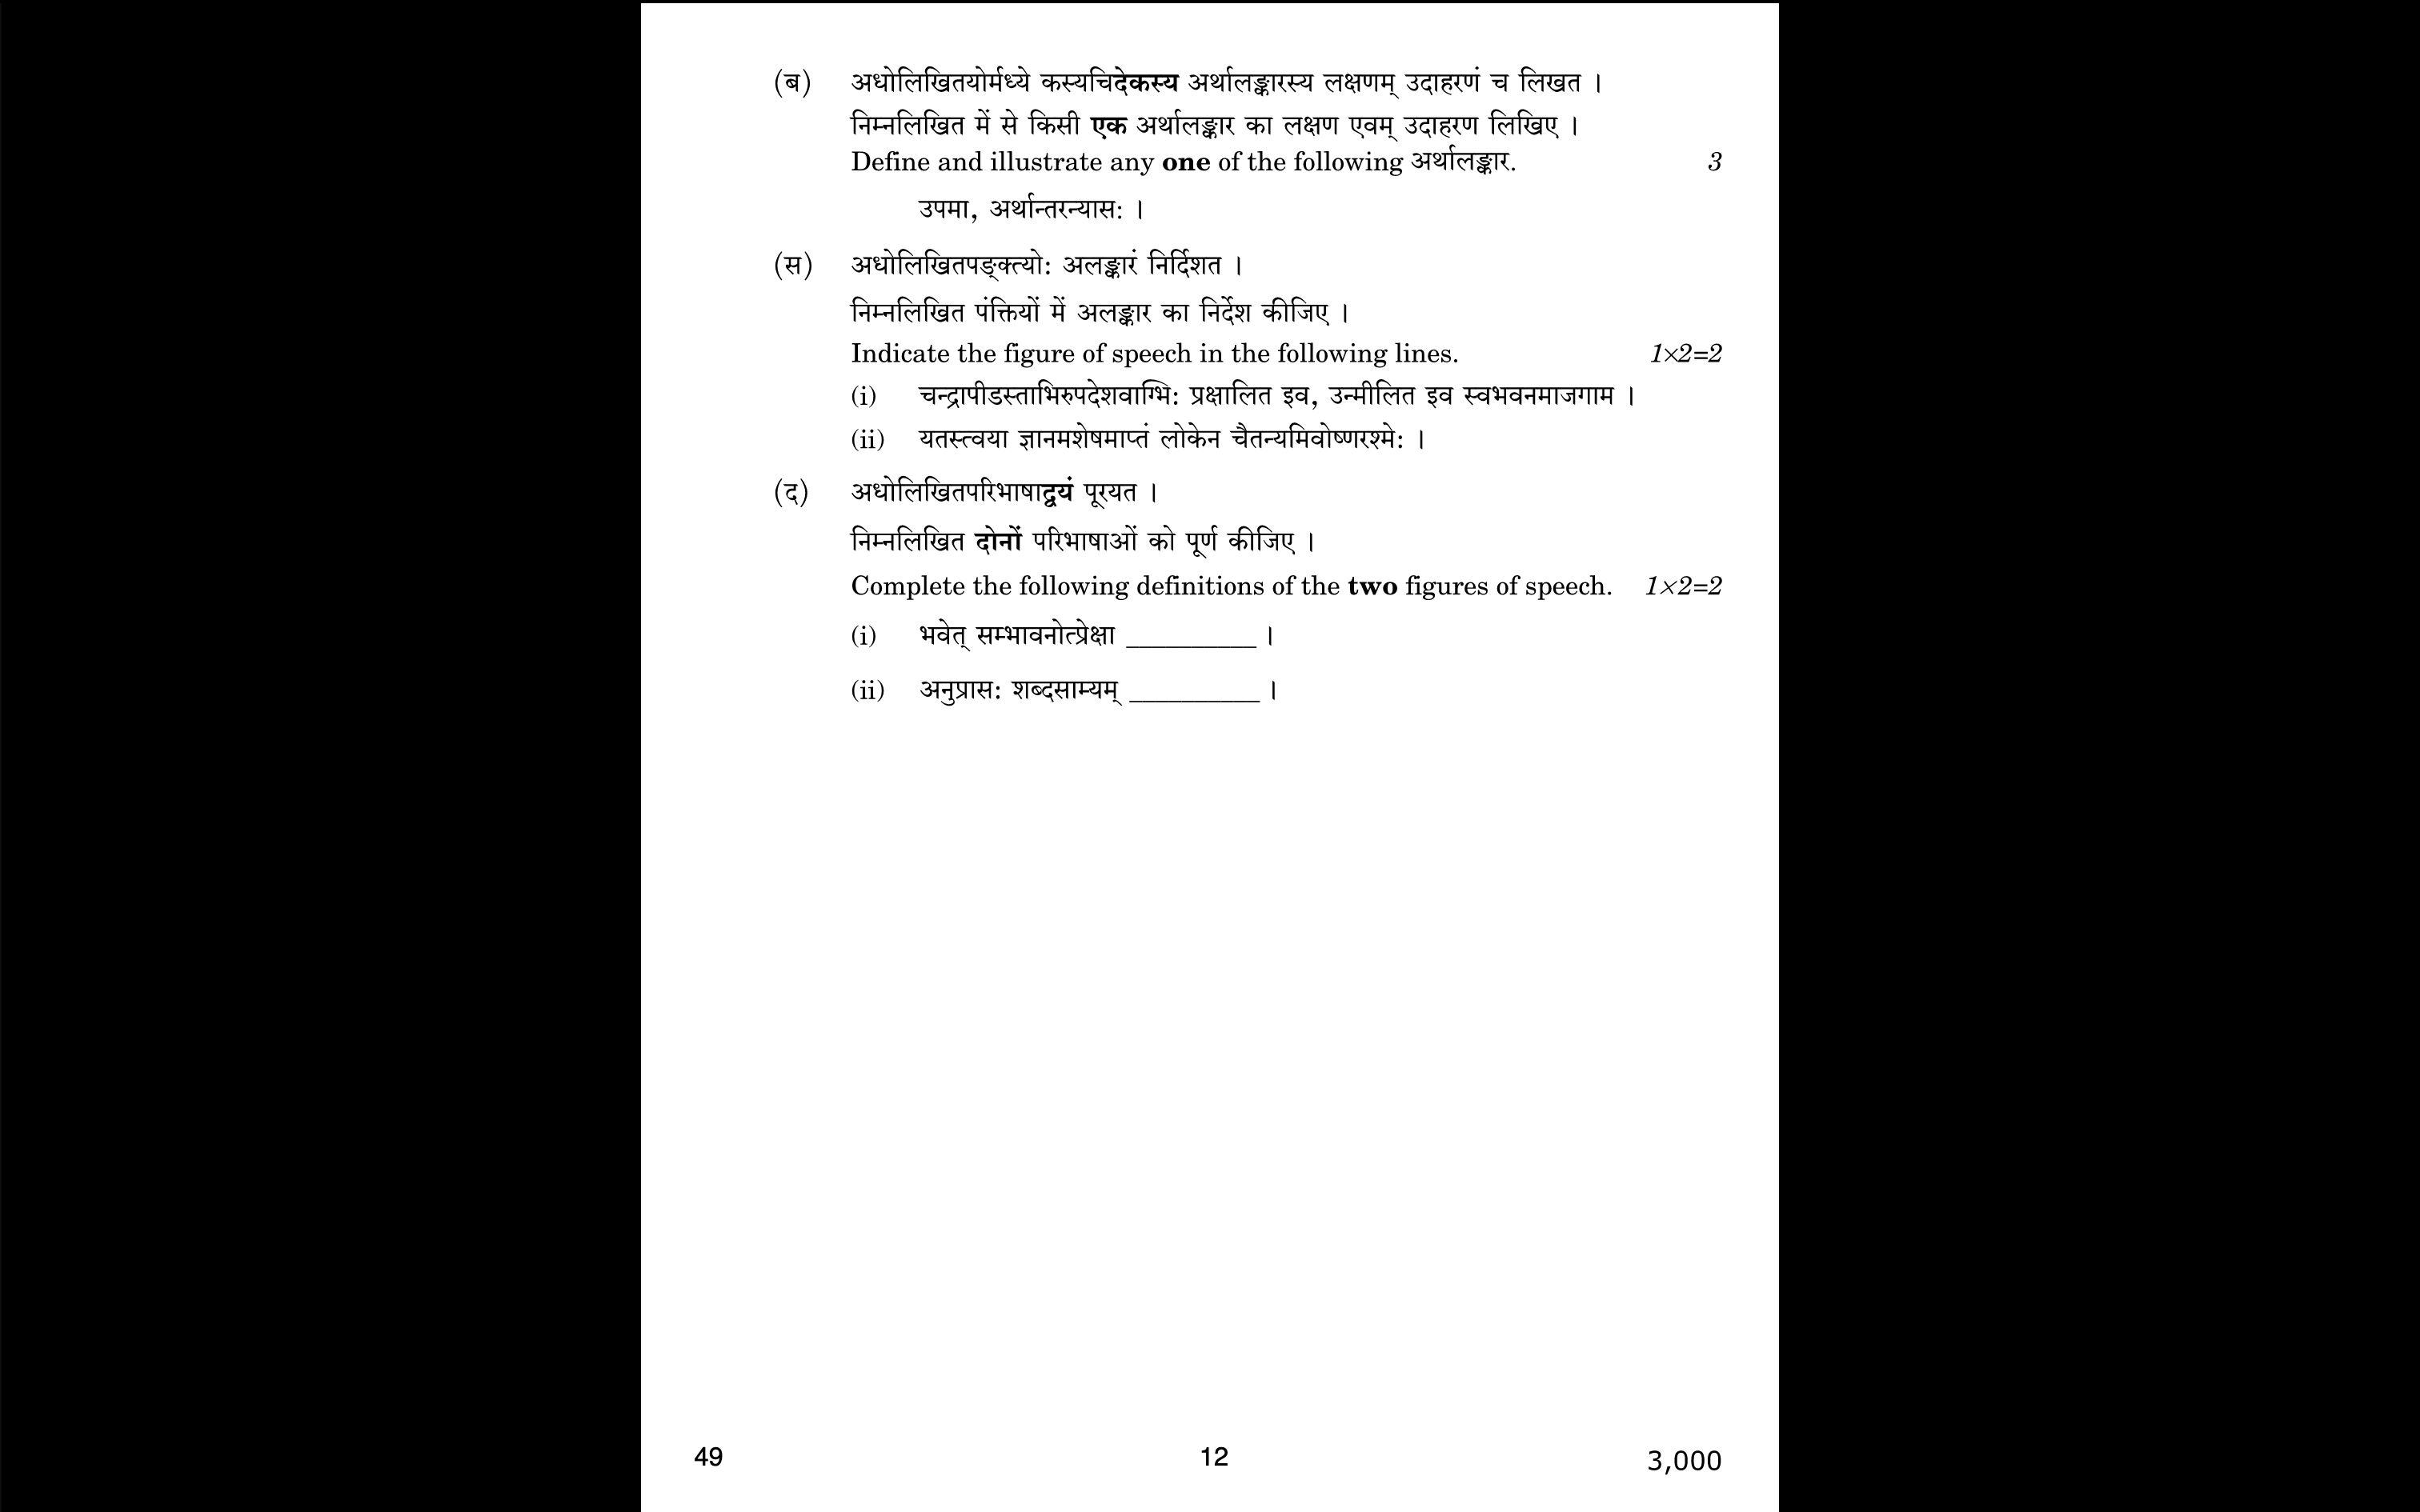 (ब) अधोलिखितयोर्मध्ये कस्यचिदेकस्य अर्थालङ्कारस्य लक्षणम् उदाहरणं च लिखत ।
निम्नलिखित में से किसी एक अर्थालङ्कार का लक्षण एवम् उदाहरण लिखिए ।
Define and illustrate any one of the following अर्थालङ्कार. 3
उपमा, अर्थान्तरन्यासः ।
(स) अधोलिखितपङ्क्त्योः अलङ्कारं निर्दिशत ।
निम्नलिखित पंक्तियों में अलङ्कार का निर्देश कीजिए ।
Indicate the figure of speech in the following lines. 1×2=2
(i) चन्द्रापीडस्ताभिरुपदेशवाग्भिः प्रक्षालित इव, उन्मीलित इव स्वभवनमाजगाम ।
(ii) यतस्त्वया ज्ञानमशेषमाप्तं लोकेन चैतन्यमिवोष्णरश्मेः ।
(द) अधोलिखितपरिभाषाद्वयं पूरयत ।
निम्नलिखित दोनों परिभाषाओं को पूर्ण कीजिए ।
Complete the following definitions of the two figures of speech. 1×2=2
(i) भवेत् सम्भावनोत्प्रेक्षा __________ ।
(ii) अनुप्रासः शब्दसाम्यम् __________ ।
49 12 3,000